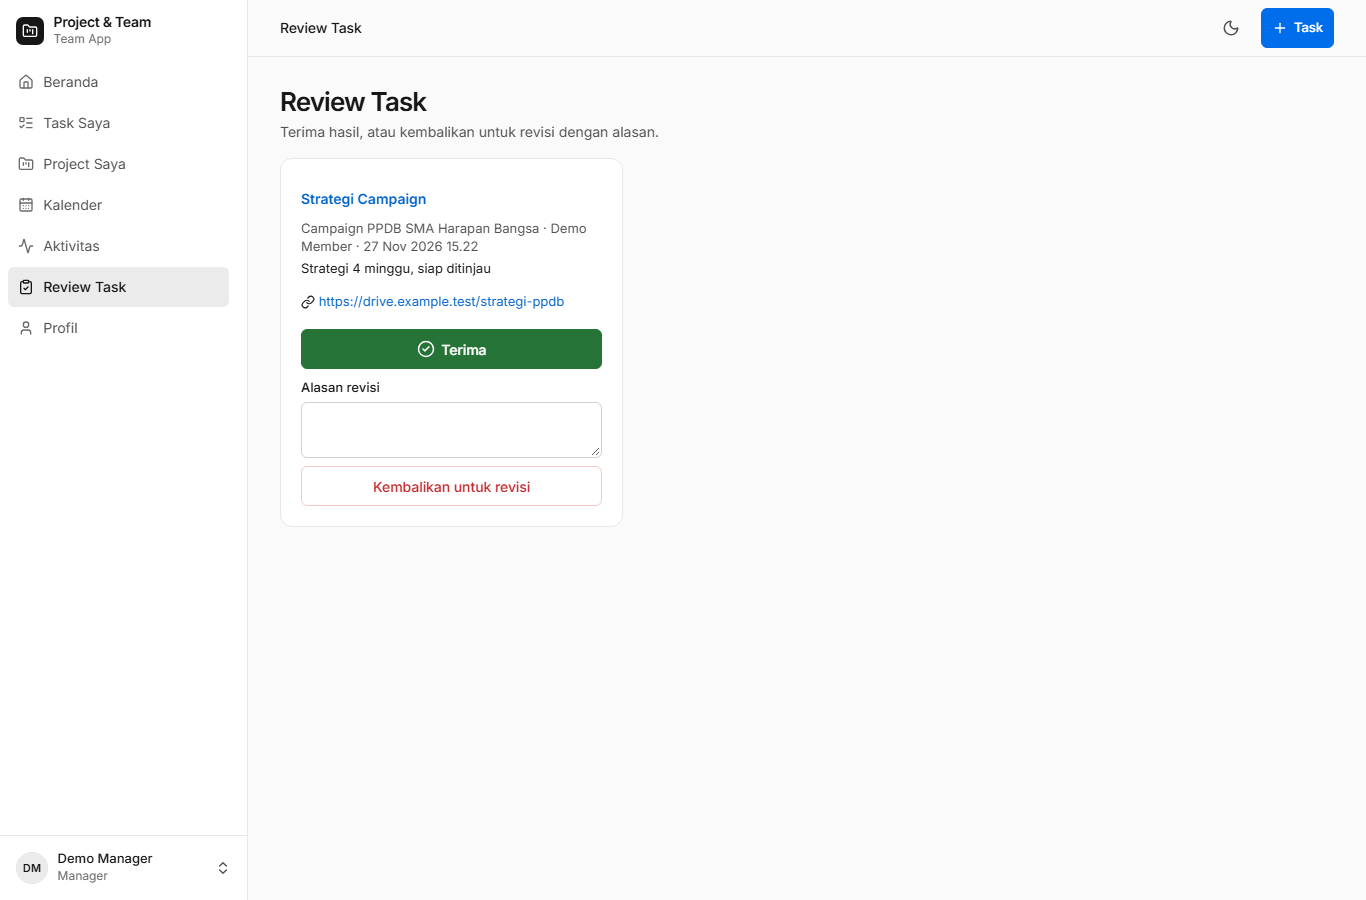 Project & Team
Team App
Beranda
Task Saya
Project Saya
Kalender
Aktivitas
Review Task
Profil
Demo Manager
Manager
DM
Review Task
Task
Review Task
Terima hasil, atau kembalikan untuk revisi dengan alasan.
Strategi Campaign
Campaign PPDB SMA Harapan Bangsa · Demo
Member · 27 Nov 2026 15.22
Strategi 4 minggu, siap ditinjau
https://drive.example.test/strategi-ppdb
Terima
Alasan revisi
Kembalikan untuk revisi